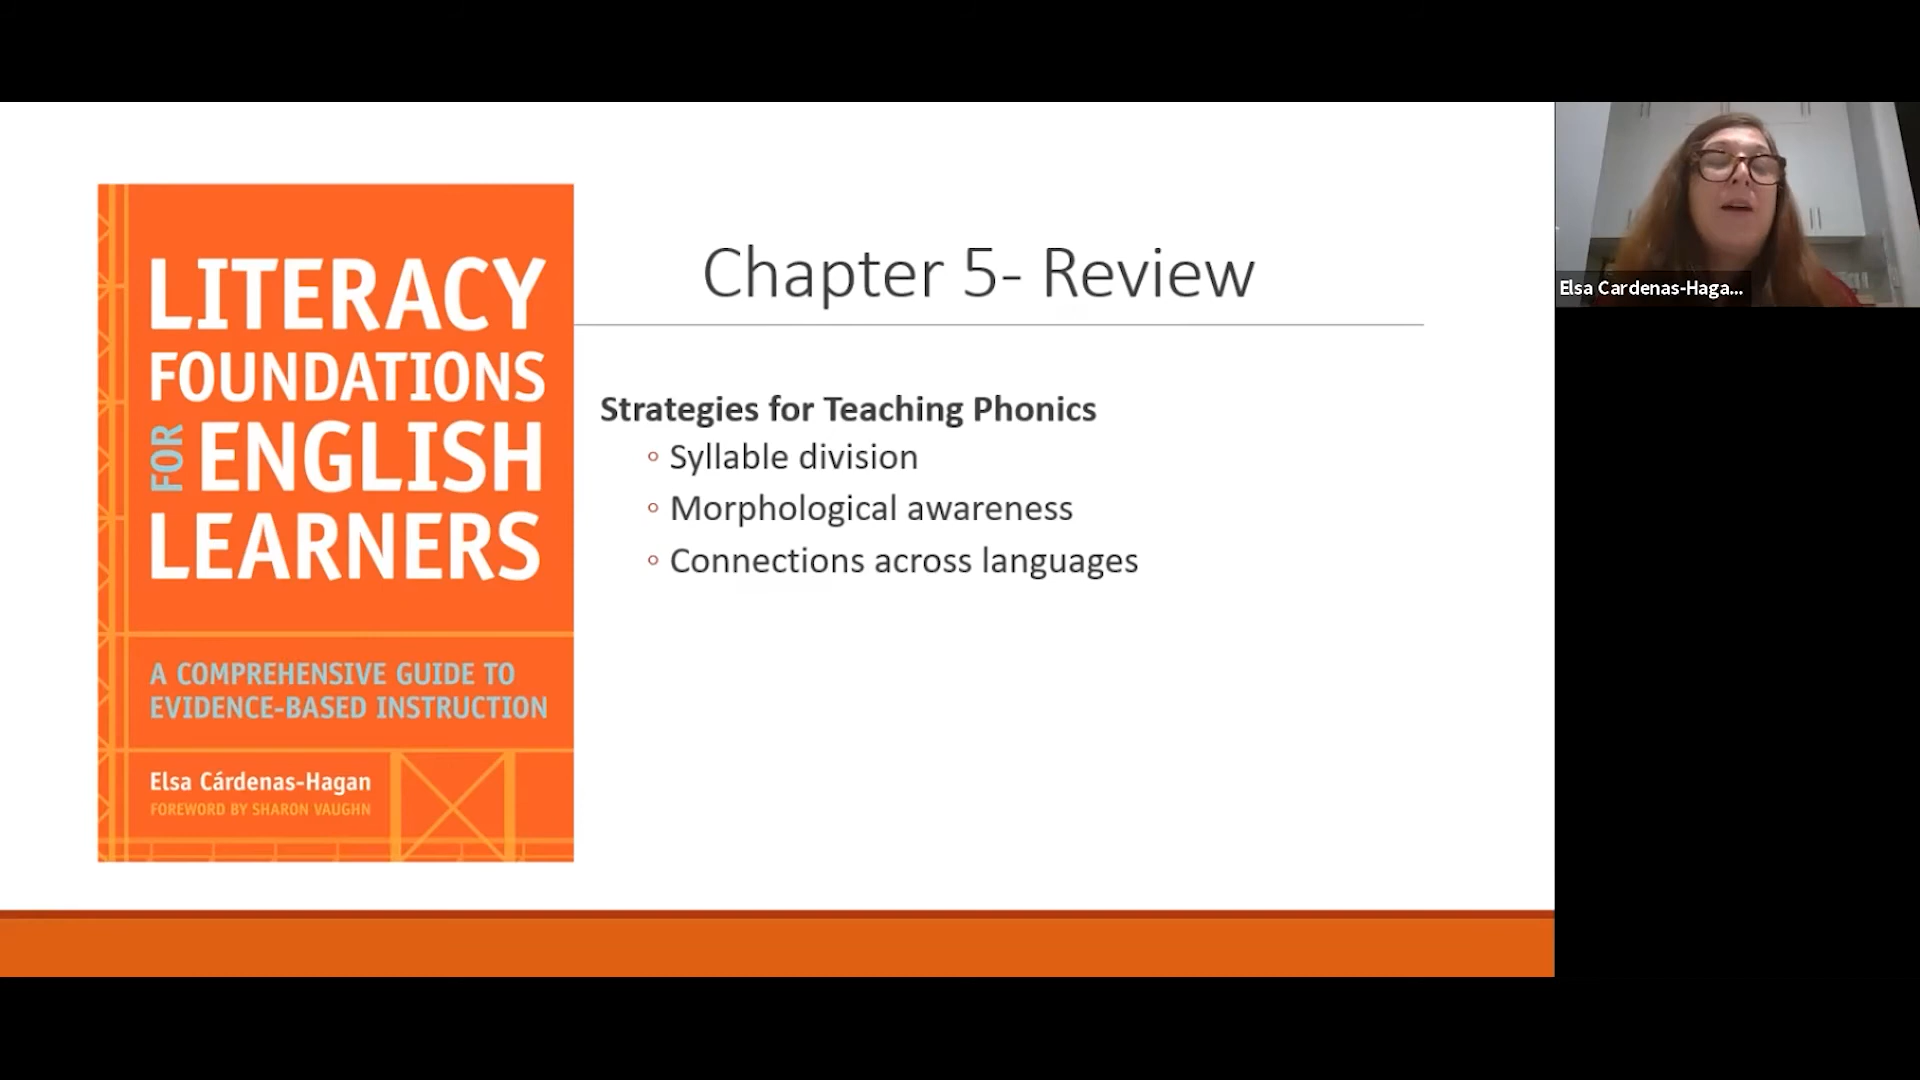 LITERACY
FOUNDATIONS
FOR ENGLISH
LEARNERS
A COMPREHENSIVE GUIDE TO
EVIDENCE-BASED INSTRUCTION
Elsa Cárdenas-Hagan
FOREWORD BY SHARON VAUGHN
Chapter 5- Review
Strategies for Teaching Phonics
◦ Syllable division
◦ Morphological awareness
◦ Connections across languages
Elsa Cardenas-Haga...